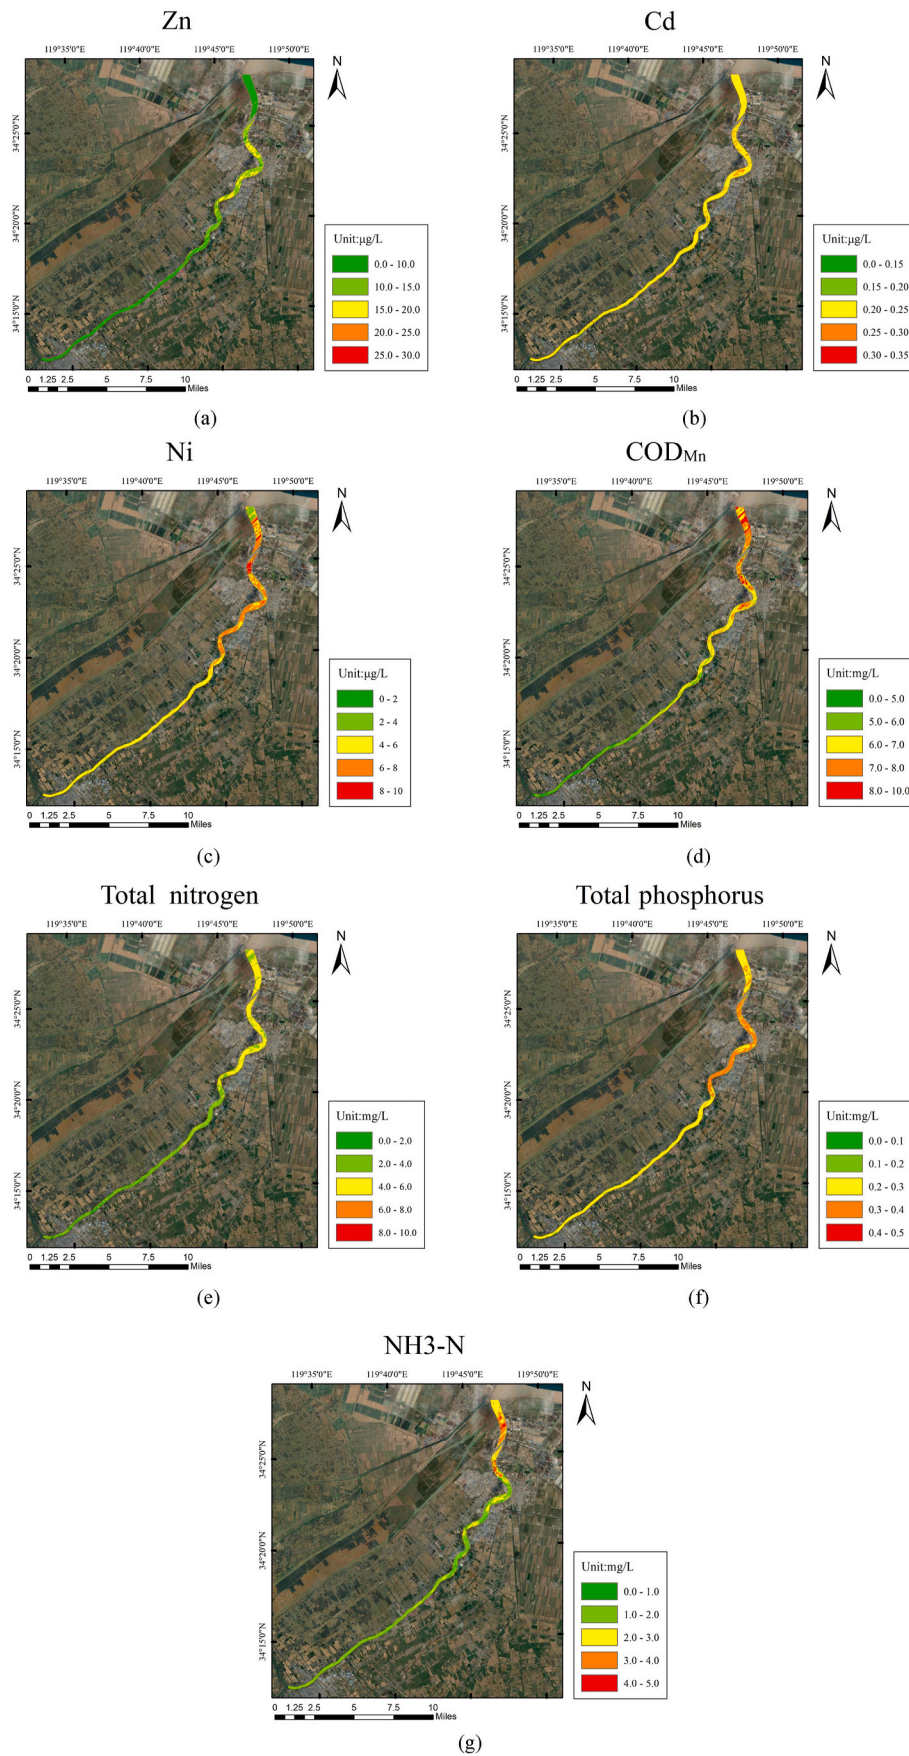 Zn
119°35'0"E 119°40'0"E 119°45'0"E 119°50'0"E
N
34°25'0"N
34°20'0"N
34°15'0"N
Unit:μg/L
0.0 - 10.0
10.0 - 15.0
15.0 - 20.0
20.0 - 25.0
25.0 - 30.0
0 1.25 2.5 5 7.5 10
Miles
(a)
Cd
119°35'0"E 119°40'0"E 119°45'0"E 119°50'0"E
N
34°25'0"N
34°20'0"N
34°15'0"N
Unit:μg/L
0.0 - 0.15
0.15 - 0.20
0.20 - 0.25
0.25 - 0.30
0.30 - 0.35
0 1.25 2.5 5 7.5 10
Miles
(b)
Ni
119°35'0"E 119°40'0"E 119°45'0"E 119°50'0"E
N
34°25'0"N
34°20'0"N
34°15'0"N
Unit:μg/L
0 - 2
2 - 4
4 - 6
6 - 8
8 - 10
0 1.25 2.5 5 7.5 10
Miles
(c)
CODMn
119°35'0"E 119°40'0"E 119°45'0"E 119°50'0"E
N
34°25'0"N
34°20'0"N
34°15'0"N
Unit:mg/L
0.0 - 5.0
5.0 - 6.0
6.0 - 7.0
7.0 - 8.0
8.0 - 10.0
0 1.25 2.5 5 7.5 10
Miles
(d)
Total nitrogen
119°35'0"E 119°40'0"E 119°45'0"E 119°50'0"E
N
34°25'0"N
34°20'0"N
34°15'0"N
Unit:mg/L
0.0 - 2.0
2.0 - 4.0
4.0 - 6.0
6.0 - 8.0
8.0 - 10.0
0 1.25 2.5 5 7.5 10
Miles
(e)
Total phosphorus
119°35'0"E 119°40'0"E 119°45'0"E 119°50'0"E
N
34°25'0"N
34°20'0"N
34°15'0"N
Unit:mg/L
0.0 - 0.1
0.1 - 0.2
0.2 - 0.3
0.3 - 0.4
0.4 - 0.5
0 1.25 2.5 5 7.5 10
Miles
(f)
NH3-N
119°35'0"E 119°40'0"E 119°45'0"E 119°50'0"E
N
34°25'0"N
34°20'0"N
34°15'0"N
Unit:mg/L
0.0 - 1.0
1.0 - 2.0
2.0 - 3.0
3.0 - 4.0
4.0 - 5.0
0 1.25 2.5 5 7.5 10
Miles
(g)